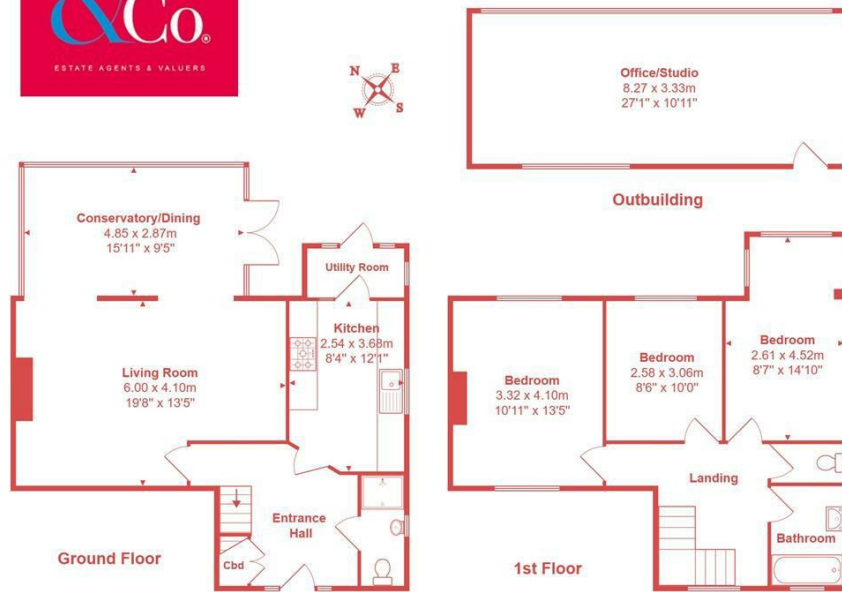 &Co.
ESTATE AGENTS & VALUERS
N
E
W
S
Office/Studio
8.27 x 3.33m
27'1" x 10'11"
Outbuilding
Conservatory/Dining
4.85 x 2.87m
15'11" x 9'5"
Utility Room
Kitchen
2.54 x 3.68m
8'4" x 12'1"
Living Room
6.00 x 4.10m
19'8" x 13'5"
Entrance
Hall
Cbd
Ground Floor
Bedroom
3.32 x 4.10m
10'11" x 13'5"
Bedroom
2.58 x 3.06m
8'6" x 10'0"
Bedroom
2.61 x 4.52m
8'7" x 14'10"
Landing
Bathroom
1st Floor